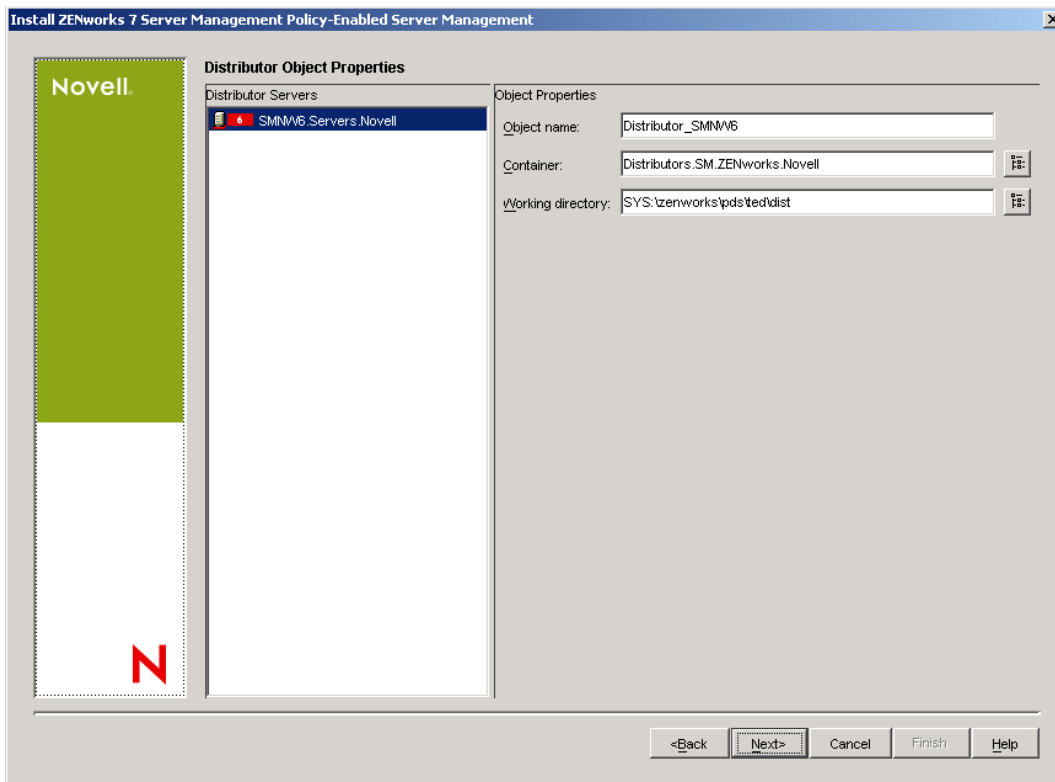 Install ZENworks 7 Server Management Policy-Enabled Server Management
Novell.
Distributor Object Properties
Distributor Servers
6 SMNW6.Servers.Novell
Object Properties
Object name: Distributor_SMNW6
Container: Distributors.SM.ZENworks.Novell
Working directory: SYS:\zenworks\pds\ted\dist
N
<Back Next> Cancel Finish Help